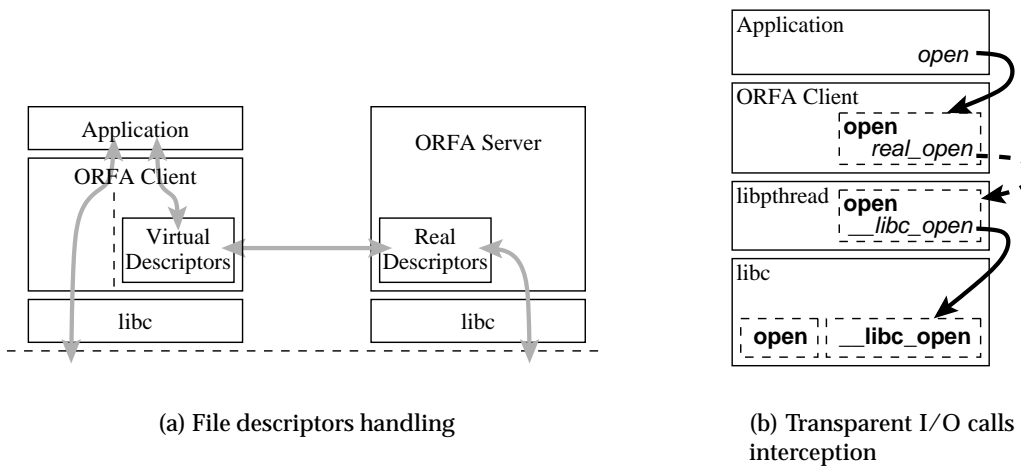 Application
ORFA Client
Virtual
Descriptors
libc
ORFA Server
Real
Descriptors
libc
(a) File descriptors handling
Application
open
ORFA Client
open
real_open
libpthread
open
__libc_open
libc
open
__libc_open
(b) Transparent I/O calls
interception